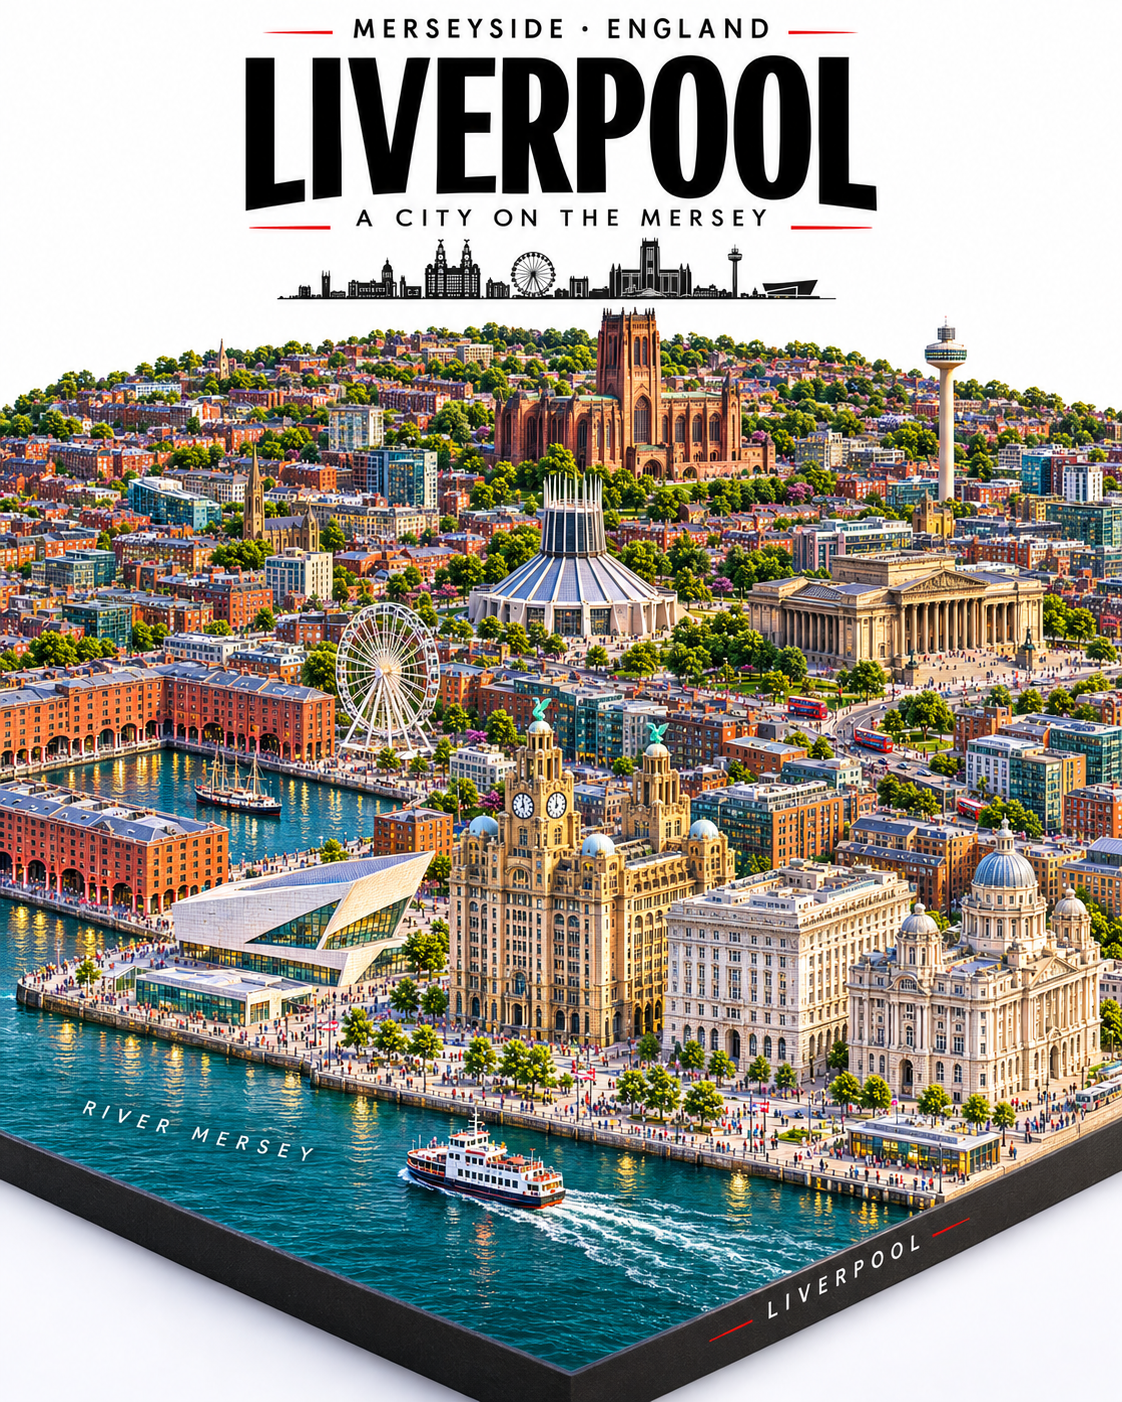 MERSEYSIDE · ENGLAND
LIVERPOOL
A CITY ON THE MERSEY
RIVER MERSEY
LIVERPOOL